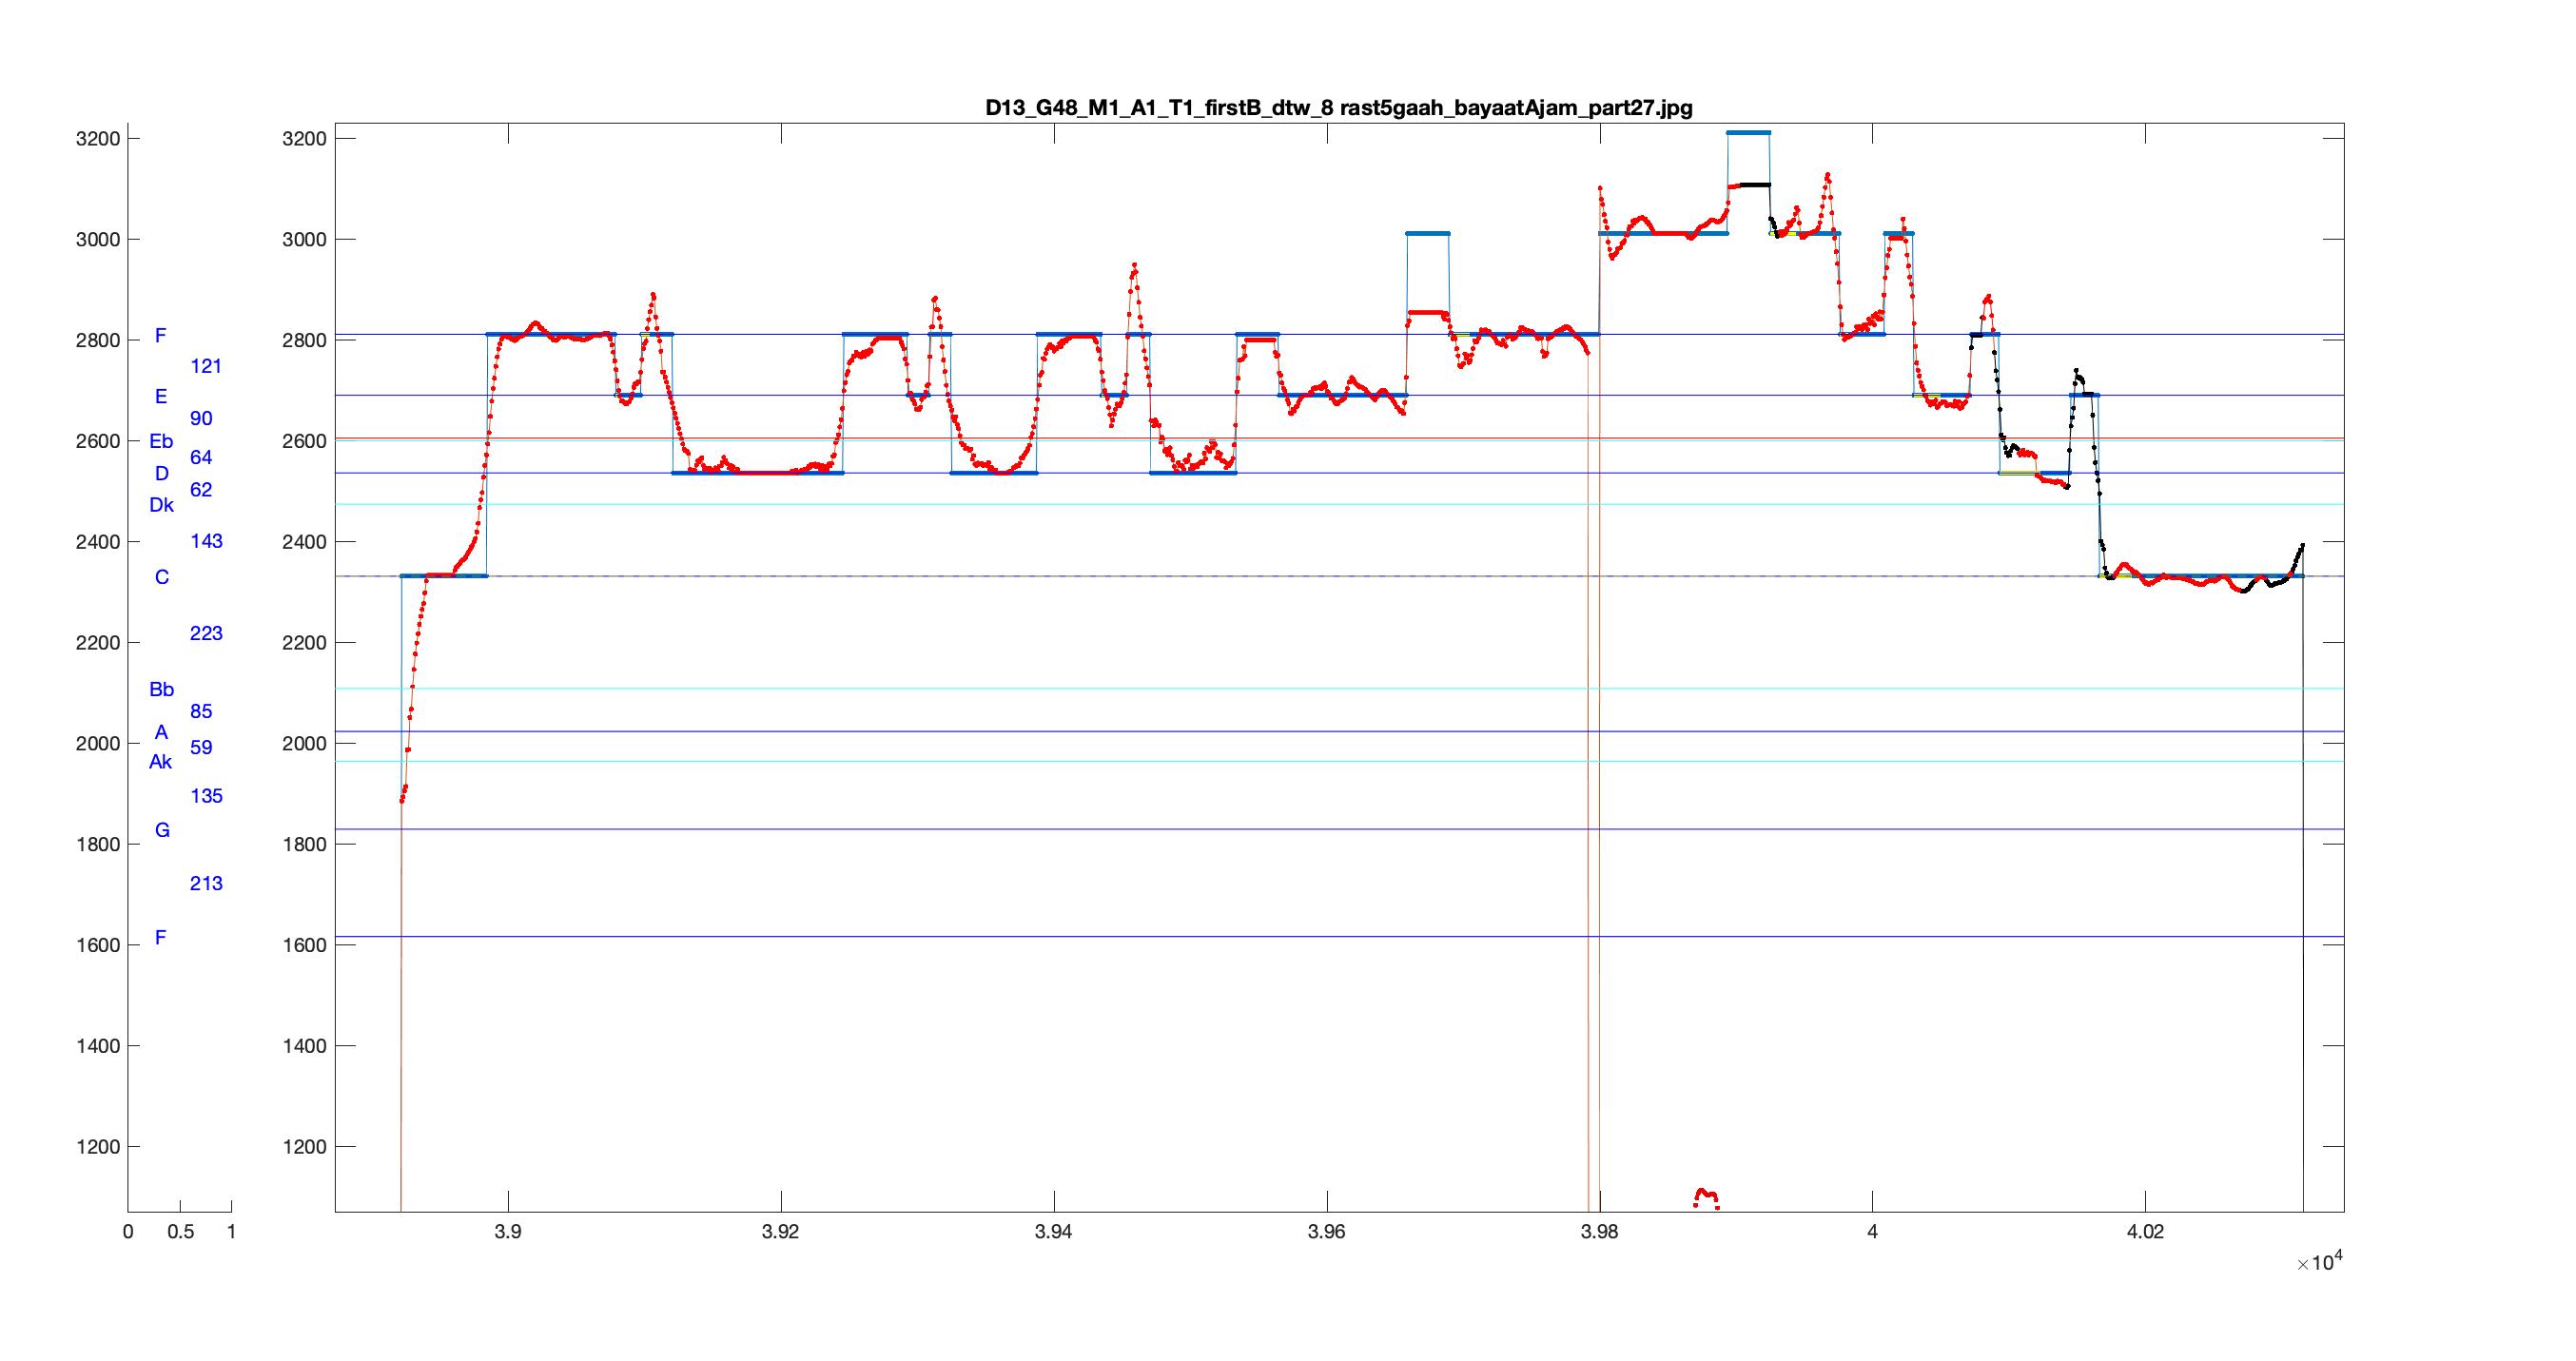 D13_G48_M1_A1_T1_firstB_dtw_8 rast5gaah_bayaatAjam_part27.jpg
3200 3200
3000 3000
F 2800 2800
121
E
90
2600 Eb 2600
64
D
62
Dk
2400 143 2400
C
223
2200 2200
Bb
85
A
2000 59 2000
Ak
135
1800 G 1800
213
1600 F 1600
1400 1400
1200 1200
0 0.5 1 3.9 3.92 3.94 3.96 3.98 4 4.02
×10^4